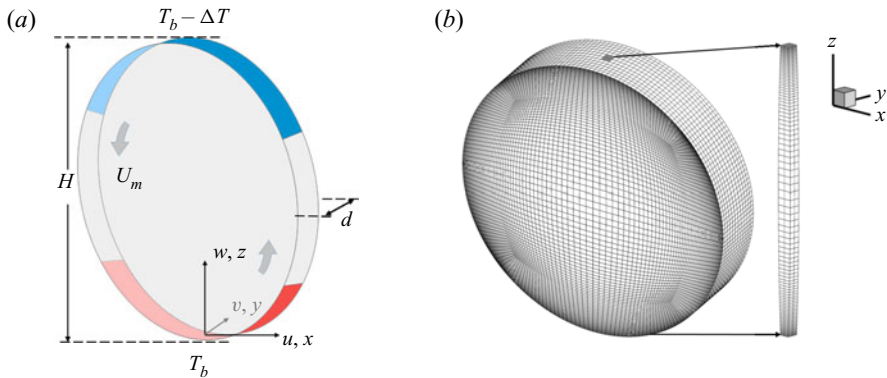 (a)
T_b – ΔT
H
U_m
d
w, z
v, y
u, x
T_b
(b)
z
y
x